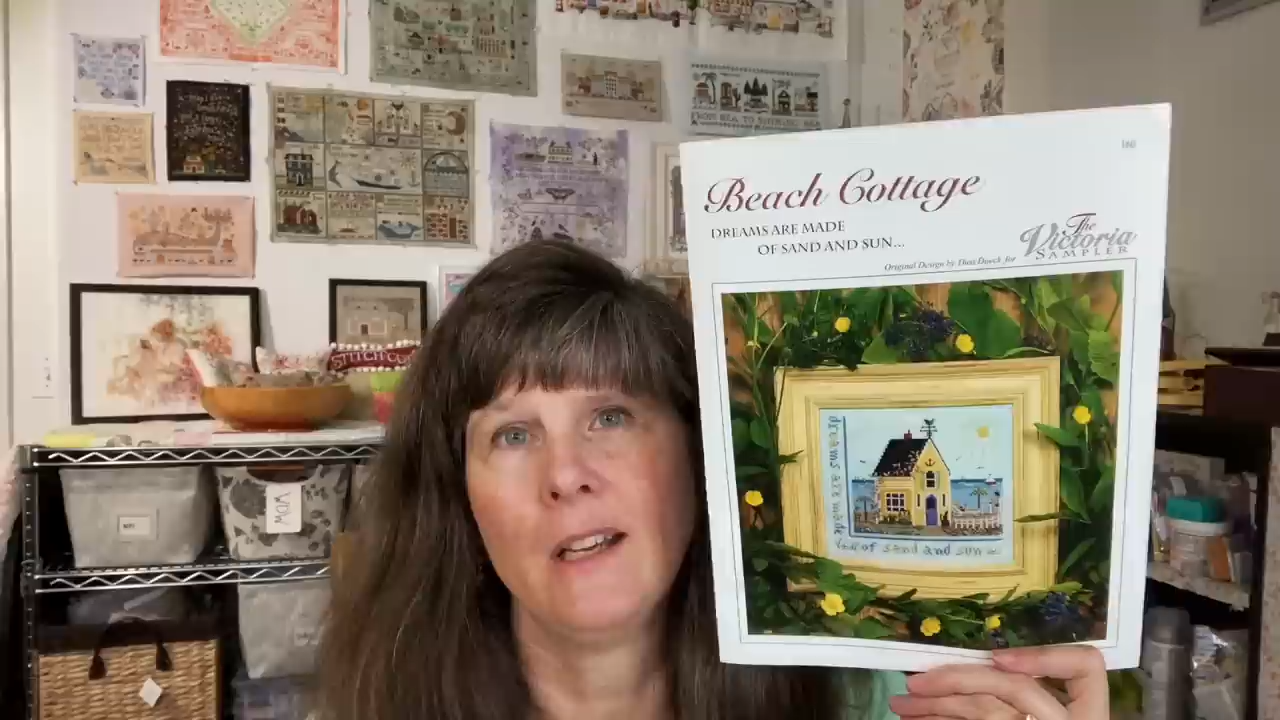 160
Beach Cottage
DREAMS ARE MADE
OF SAND AND SUN...
The
Victoria
SAMPLER
Original Design by Thea Dueck for
dreams are made
of sand and sun
STITCH